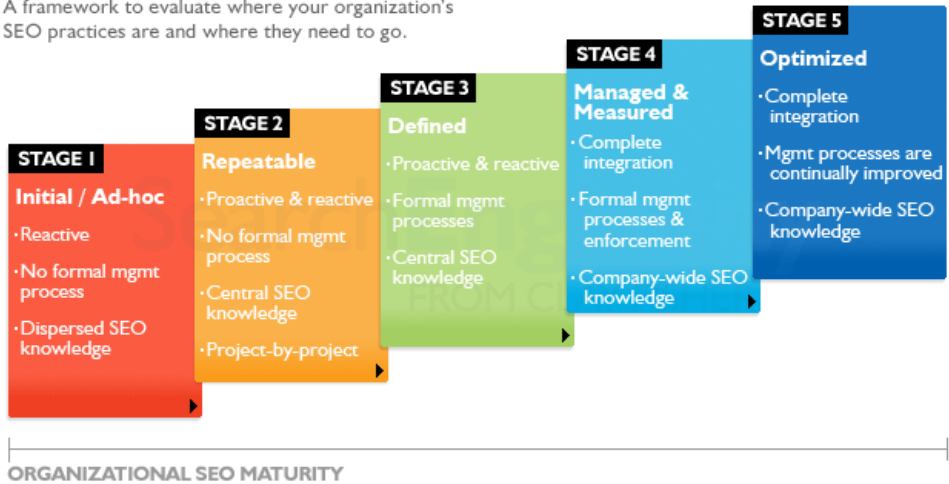 A framework to evaluate where your organization's
SEO practices are and where they need to go.
STAGE 1
Initial / Ad-hoc
·Reactive
·No formal mgmt
process
·Dispersed SEO
knowledge
STAGE 2
Repeatable
·Proactive & reactive
·No formal mgmt
process
·Central SEO
knowledge
·Project-by-project
STAGE 3
Defined
·Proactive & reactive
·Formal mgmt
processes
·Central SEO
knowledge
STAGE 4
Managed &
Measured
·Complete
integration
·Formal mgmt
processes &
enforcement
·Company-wide SEO
knowledge
STAGE 5
Optimized
·Complete
integration
·Mgmt processes are
continually improved
·Company-wide SEO
knowledge
ORGANIZATIONAL SEO MATURITY